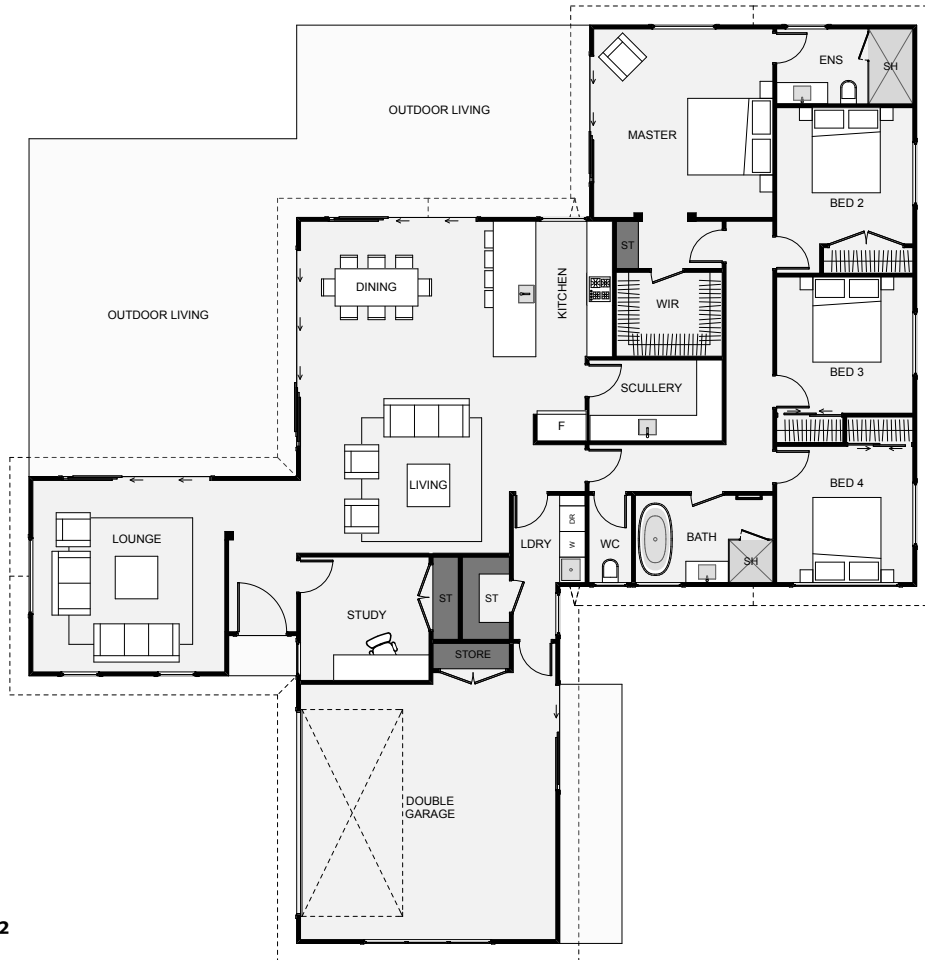 ENS
SH
OUTDOOR LIVING
MASTER
BED 2
ST
DINING
KITCHEN
WIR
OUTDOOR LIVING
BED 3
SCULLERY
F
LIVING
BED 4
DR
LOUNGE
LDRY
W
WC
BATH
SH
ST
ST
STUDY
STORE
DOUBLE
GARAGE
2